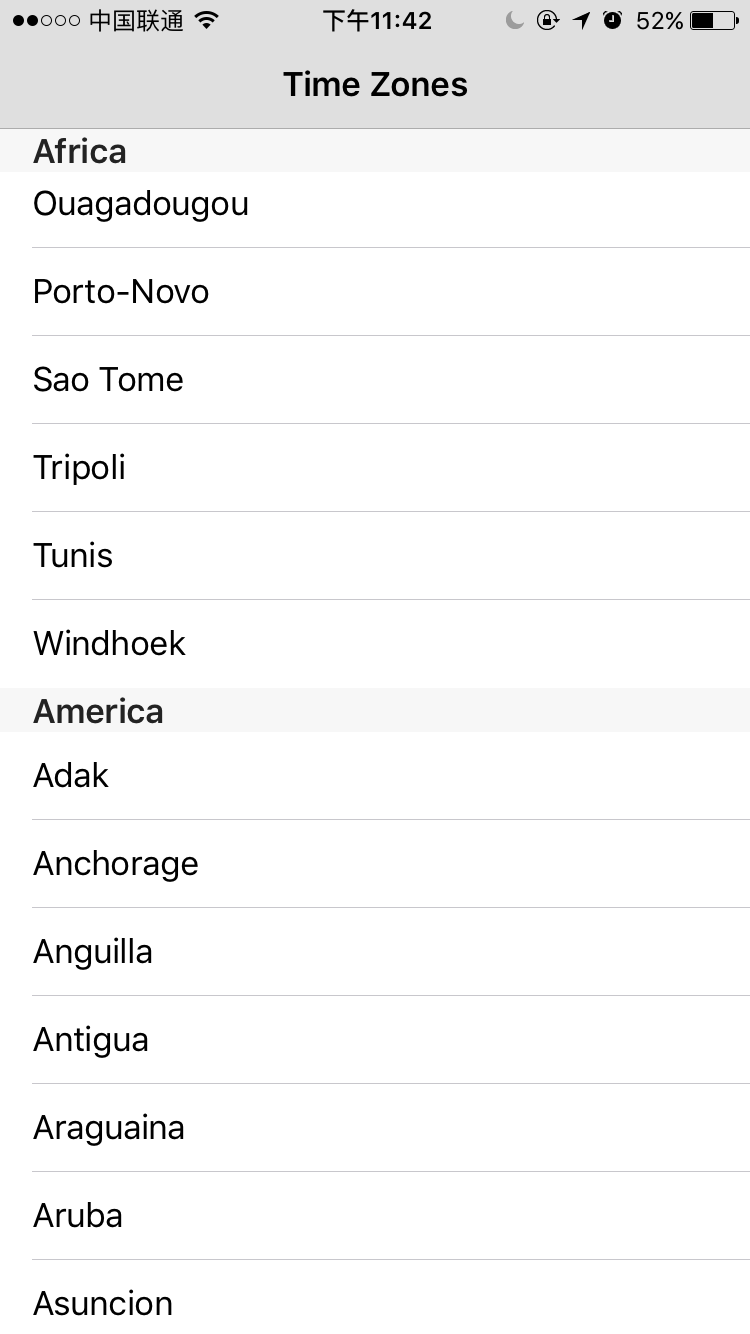 中国联通 下午11:42 52%
Time Zones
Africa
Ouagadougou
Porto-Novo
Sao Tome
Tripoli
Tunis
Windhoek
America
Adak
Anchorage
Anguilla
Antigua
Araguaina
Aruba
Asuncion